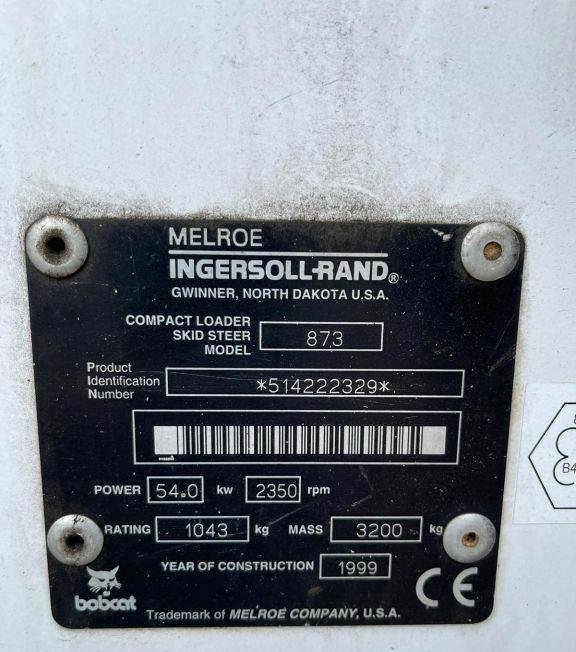 MELROE
INGERSOLL-RAND®
GWINNER, NORTH DAKOTA U.S.A.
COMPACT LOADER
SKID STEER
MODEL 873
Product
Identification
Number *514222329*
POWER 54.0 kw 2350 rpm
RATING 1043 kg MASS 3200 kg
YEAR OF CONSTRUCTION 1999
bobcat
CE
Trademark of MELROE COMPANY, U.S.A.